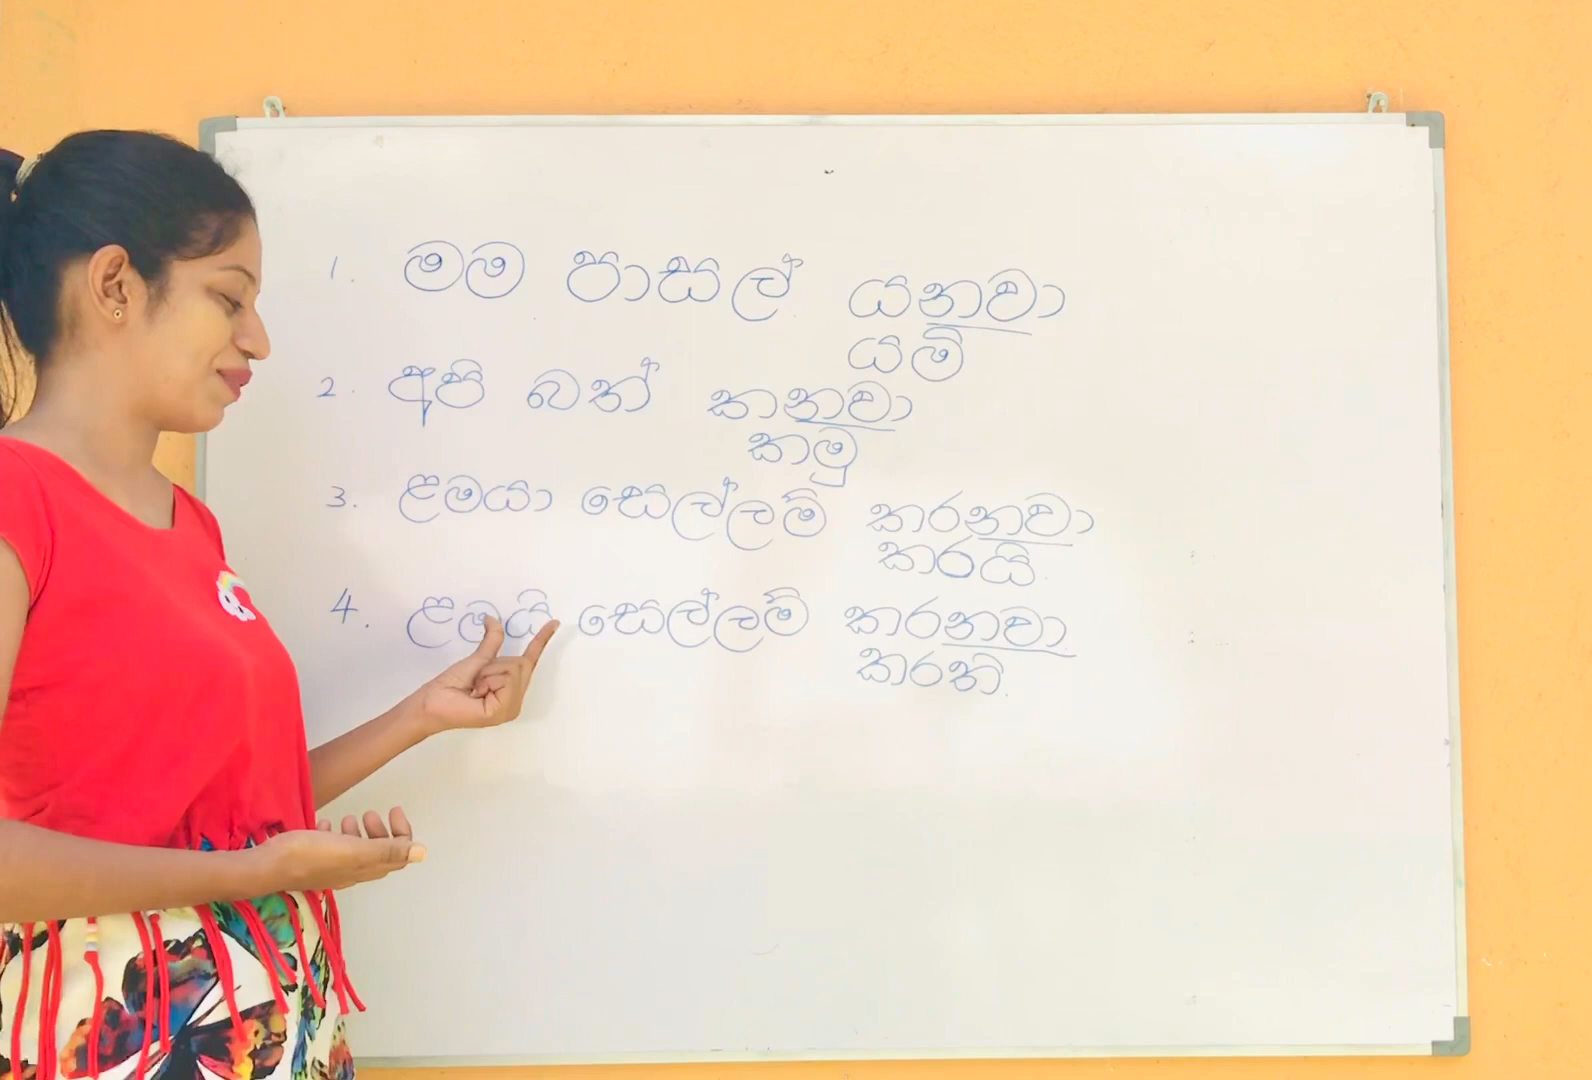 1. මම පාසල් යනවා
යමි
2. අපි බත් කනවා
කමු
3. ළමයා සෙල්ලම් කරනවා
කරයි
4. ළමයි සෙල්ලම් කරනවා
කරති.